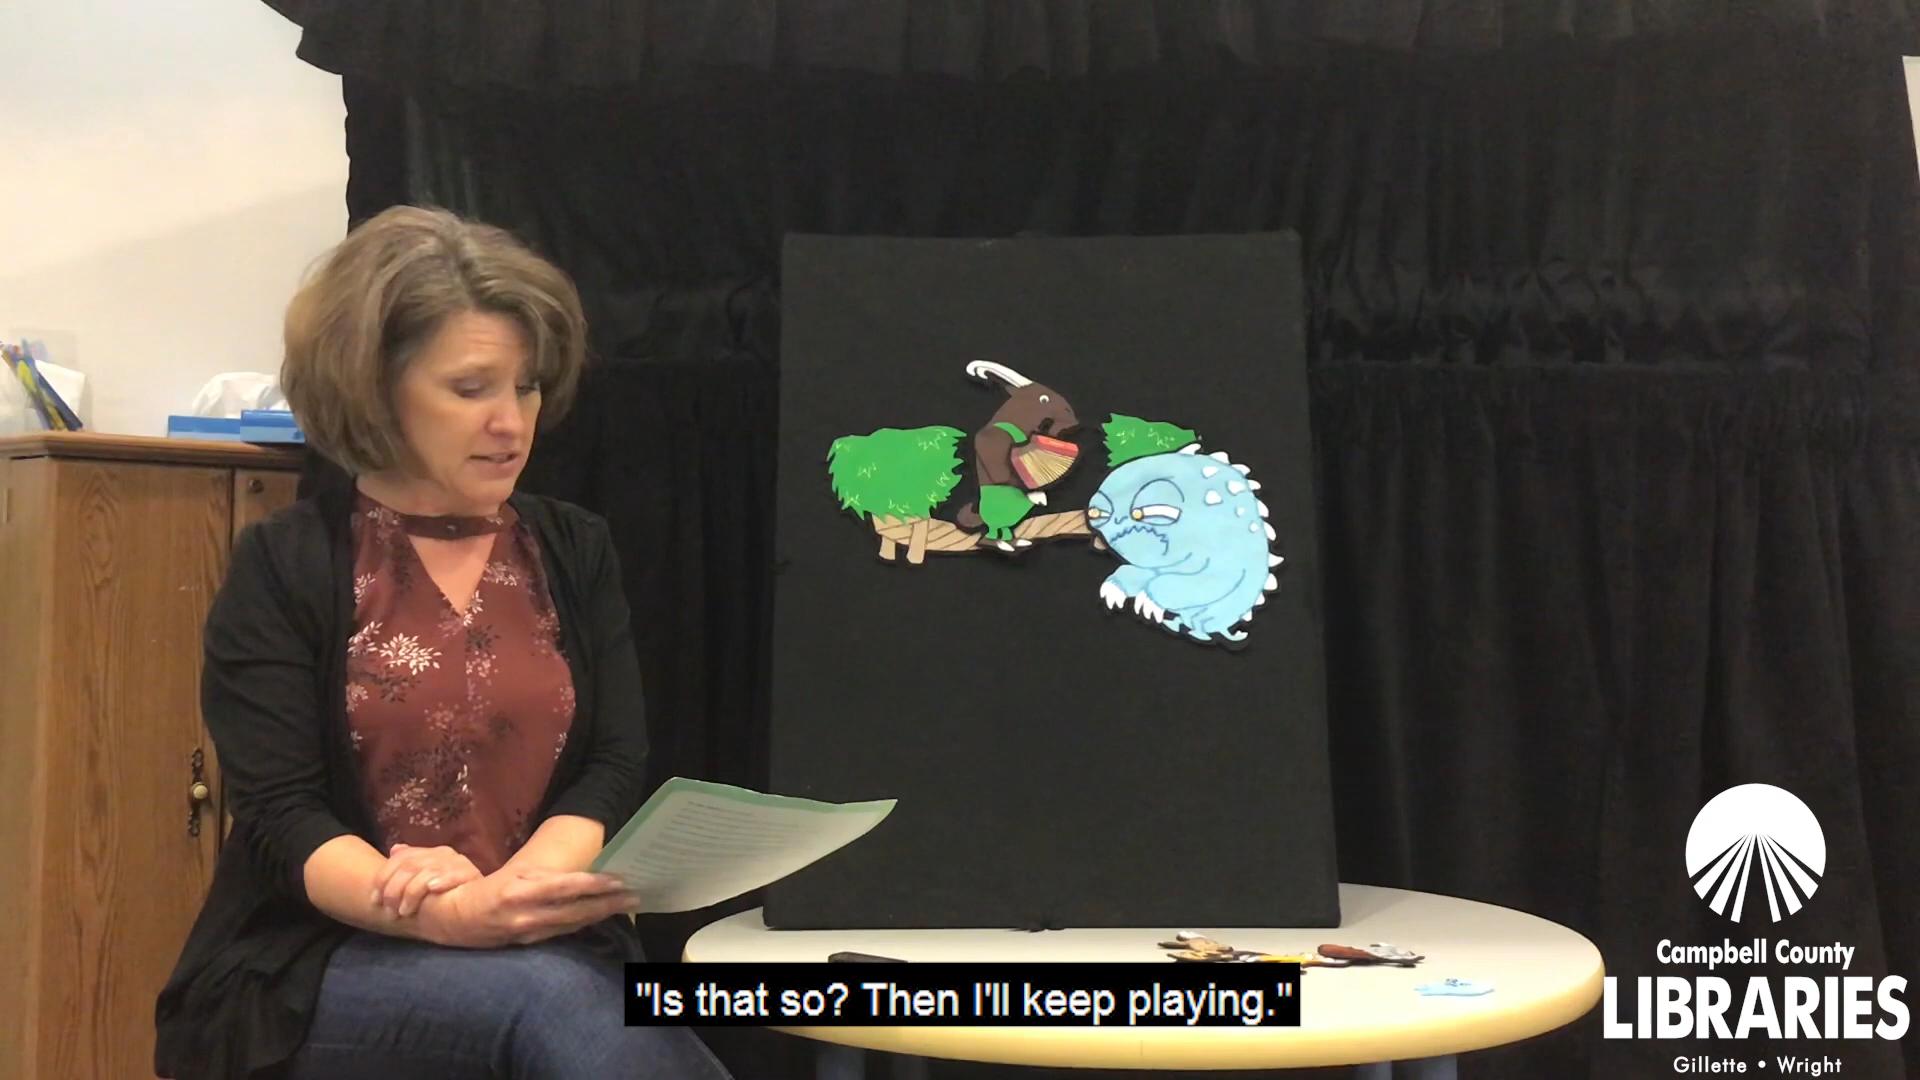 "Is that so? Then I'll keep playing."
Campbell County
LIBRARIES
Gillette • Wright